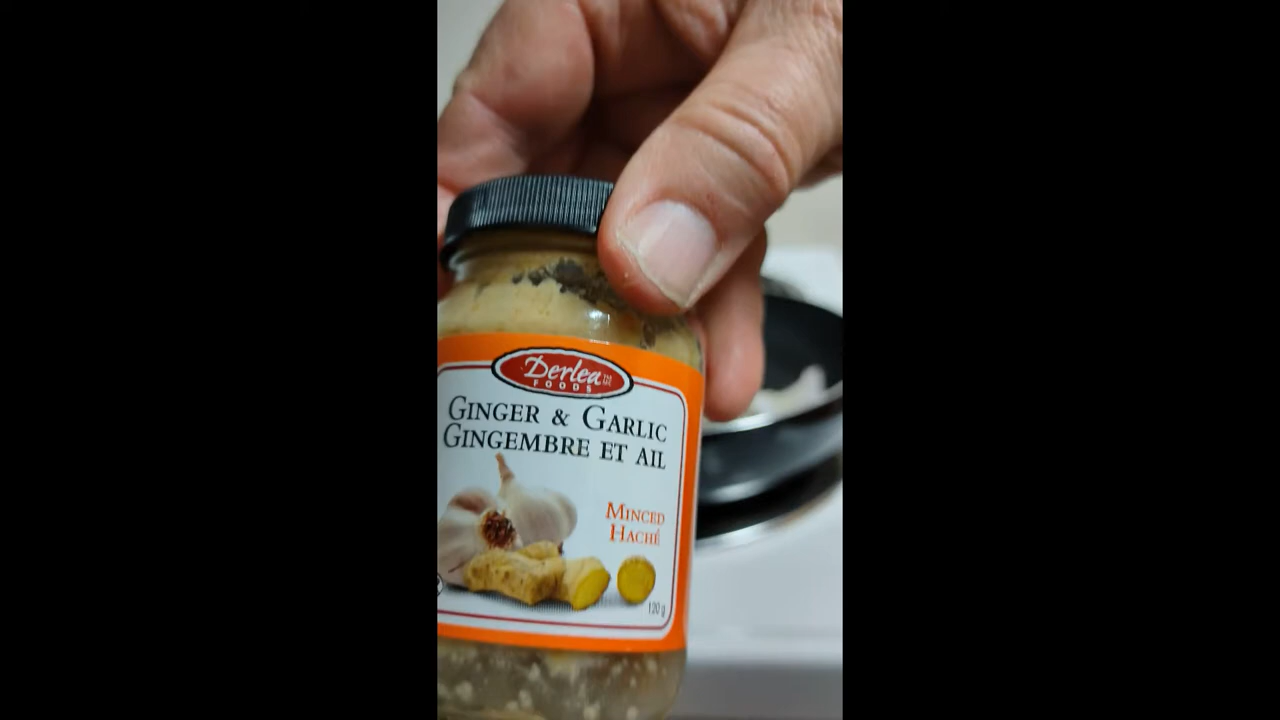 Derlea
FOODS
GINGER & GARLIC
GINGEMBRE ET AIL
MINCED
HACHÉ
120 g